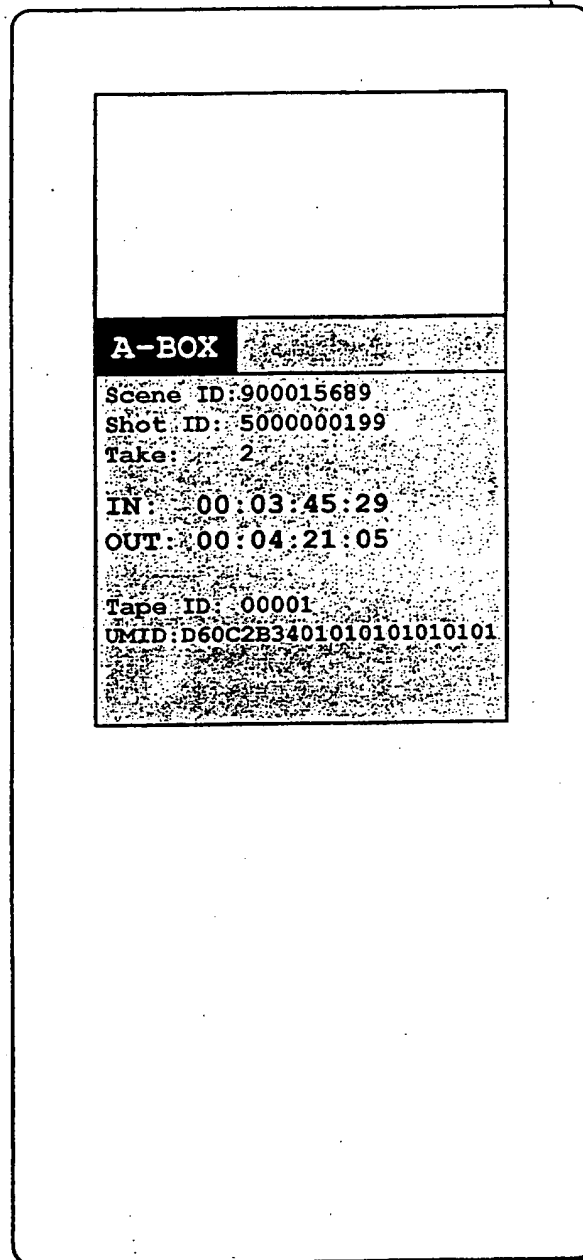 A-BOX
Scene ID:900015689
Shot ID: 5000000199
Take: 2
IN: 00:03:45:29
OUT: 00:04:21:05
Tape ID: 00001
UMID:D60C2B3401010101010101